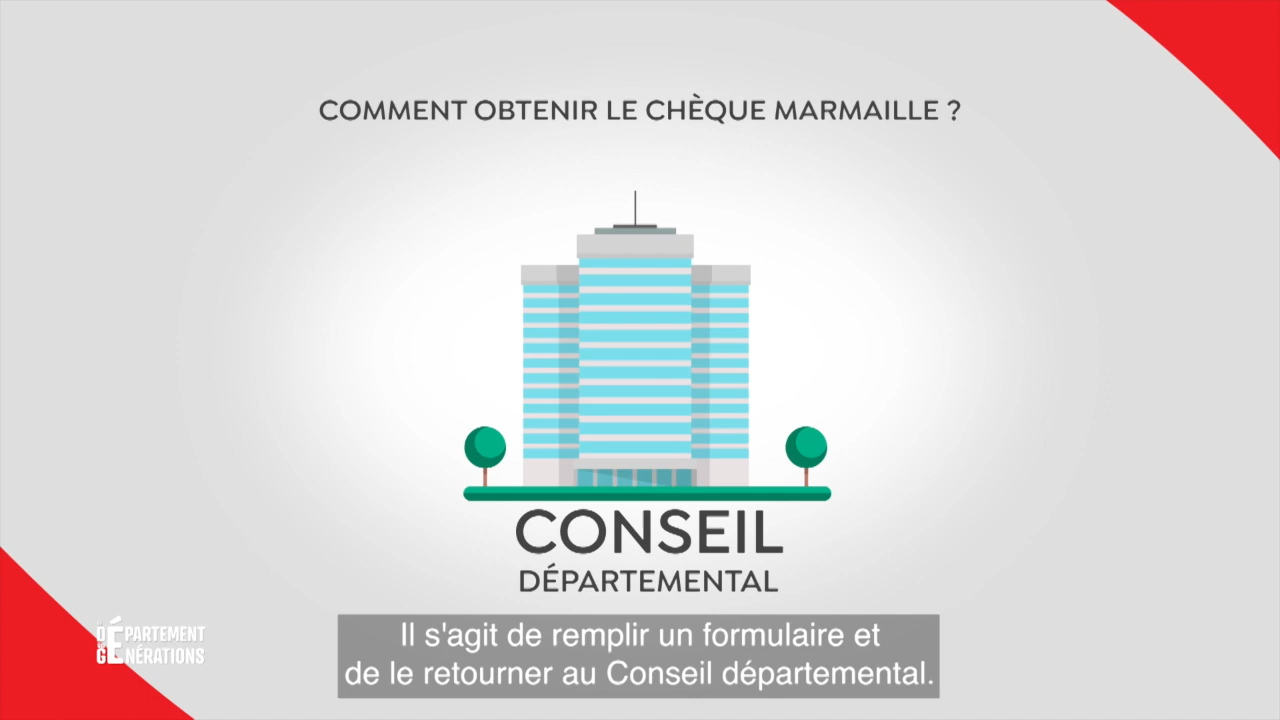 COMMENT OBTENIR LE CHÈQUE MARMAILLE ?
CONSEIL
DÉPARTEMENTAL
DÉPARTEMENT
GÉNÉRATIONS
Il s'agit de remplir un formulaire et
de le retourner au Conseil départemental.